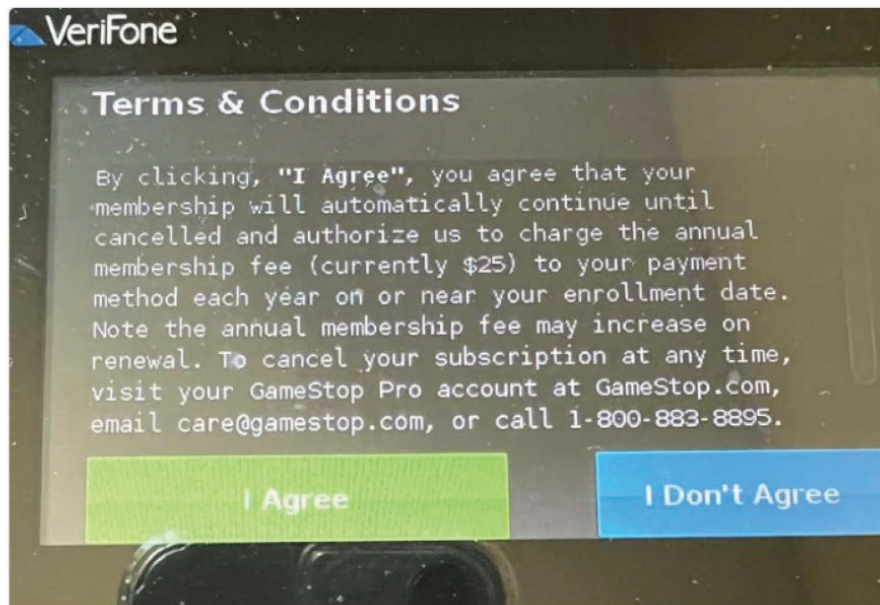 VeriFone
Terms & Conditions
By clicking, "I Agree", you agree that your
membership will automatically continue until
cancelled and authorize us to charge the annual
membership fee (currently $25) to your payment
method each year on or near your enrollment date.
Note the annual membership fee may increase on
renewal. To cancel your subscription at any time,
visit your GameStop Pro account at GameStop.com,
email care@gamestop.com, or call 1-800-883-8895.
I Agree
I Don't Agree